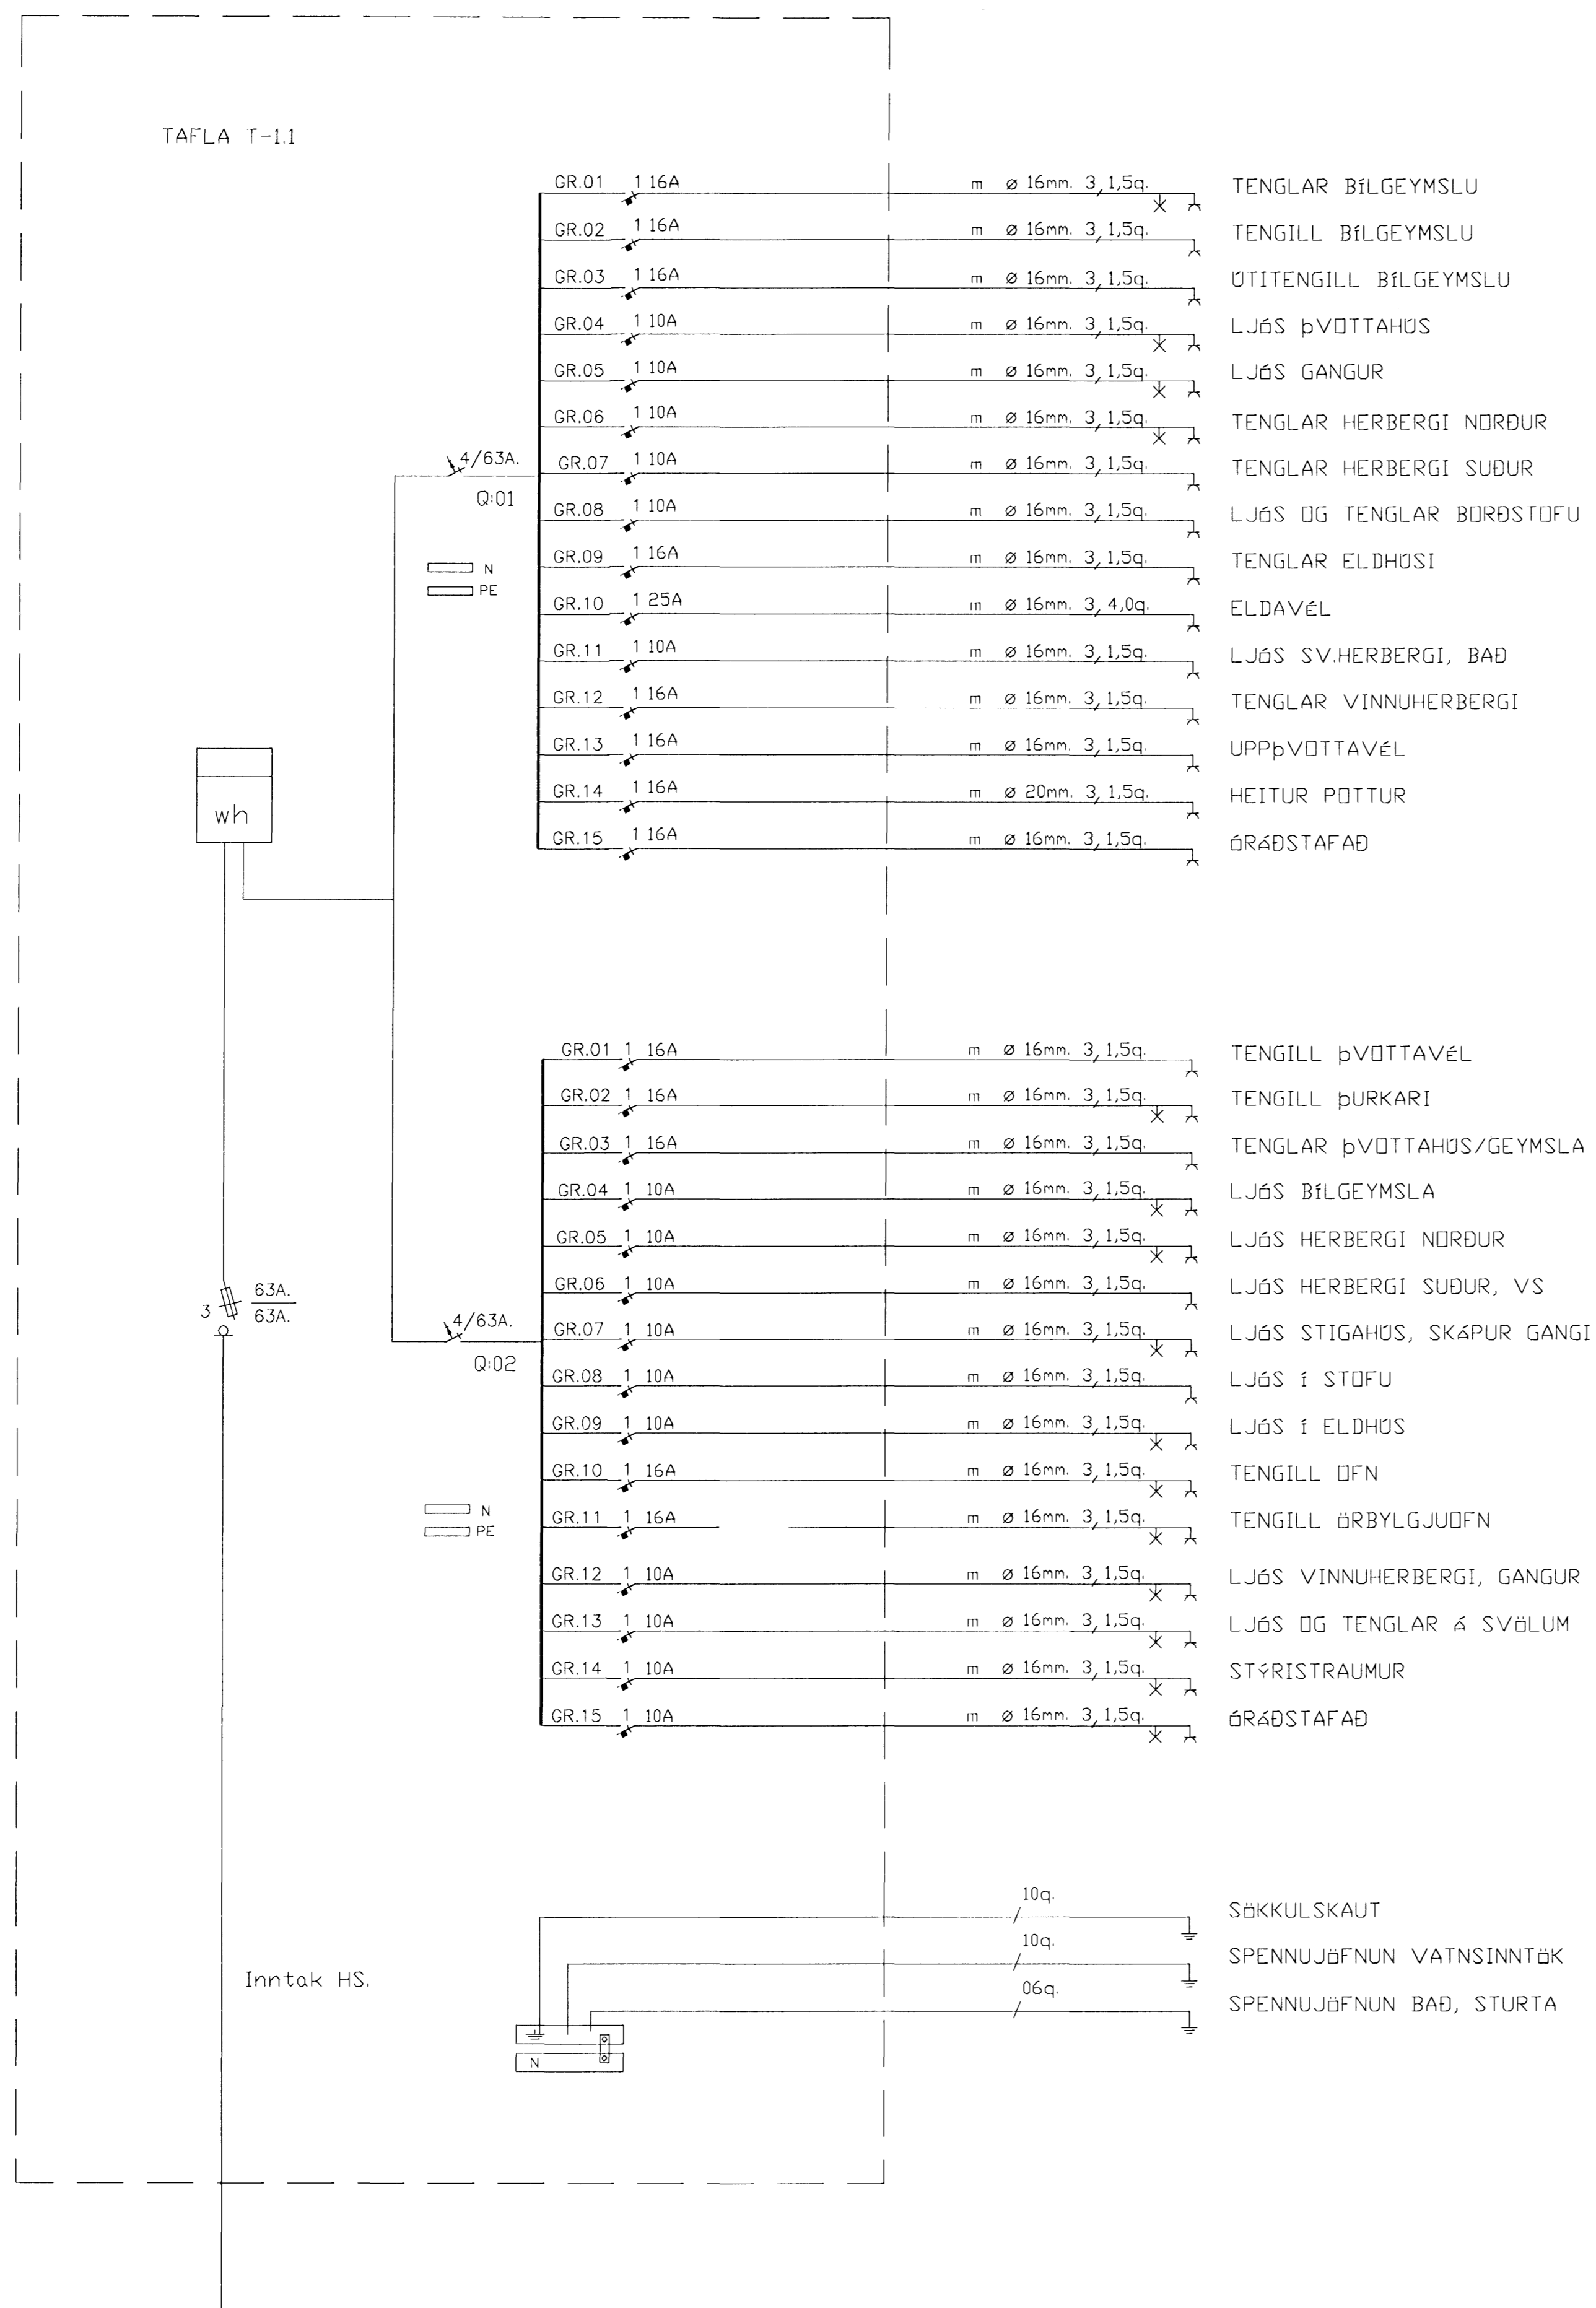 TAFLA T-1.1
GR.01 1 16A m ø 16mm. 3, 1,5q. TENGLAR BÍLGEYMSLU
GR.02 1 16A m ø 16mm. 3, 1,5q. TENGILL BÍLGEYMSLU
GR.03 1 16A m ø 16mm. 3, 1,5q. ÚTITENGILL BÍLGEYMSLU
GR.04 1 10A m ø 16mm. 3, 1,5q. LJÓS ÞVOTTAHÚS
GR.05 1 10A m ø 16mm. 3, 1,5q. LJÓS GANGUR
GR.06 1 10A m ø 16mm. 3, 1,5q. TENGLAR HERBERGI NORÐUR
4/63A. GR.07 1 10A m ø 16mm. 3, 1,5q. TENGLAR HERBERGI SUÐUR
Q:01
GR.08 1 10A m ø 16mm. 3, 1,5q. LJÓS OG TENGLAR BORÐSTOFU
GR.09 1 16A m ø 16mm. 3, 1,5q. TENGLAR ELDHÚSI
N
PE
GR.10 1 25A m ø 16mm. 3, 4,0q. ELDAVÉL
GR.11 1 10A m ø 16mm. 3, 1,5q. LJÓS SV.HERBERGI, BAÐ
GR.12 1 16A m ø 16mm. 3, 1,5q. TENGLAR VINNUHERBERGI
GR.13 1 16A m ø 16mm. 3, 1,5q. UPPÞVOTTAVÉL
GR.14 1 16A m ø 20mm. 3, 1,5q. HEITUR POTTUR
wh
GR.15 1 16A m ø 16mm. 3, 1,5q. ÓRÁÐSTAFAÐ
GR.01 1 16A m ø 16mm. 3, 1,5q. TENGILL ÞVOTTAVÉL
GR.02 1 16A m ø 16mm. 3, 1,5q. TENGILL ÞURKARI
GR.03 1 16A m ø 16mm. 3, 1,5q. TENGLAR ÞVOTTAHÚS/GEYMSLA
GR.04 1 10A m ø 16mm. 3, 1,5q. LJÓS BÍLGEYMSLA
GR.05 1 10A m ø 16mm. 3, 1,5q. LJÓS HERBERGI NORÐUR
GR.06 1 10A m ø 16mm. 3, 1,5q. LJÓS HERBERGI SUÐUR, VS
3 63A.
63A.
4/63A. GR.07 1 10A m ø 16mm. 3, 1,5q. LJÓS STIGAHÚS, SKÁPUR GANGI
Q:02
GR.08 1 10A m ø 16mm. 3, 1,5q. LJÓS Í STOFU
GR.09 1 10A m ø 16mm. 3, 1,5q. LJÓS Í ELDHÚS
GR.10 1 16A m ø 16mm. 3, 1,5q. TENGILL OFN
N
PE
GR.11 1 16A m ø 16mm. 3, 1,5q. TENGILL ÖRBYLGJUOFN
GR.12 1 10A m ø 16mm. 3, 1,5q. LJÓS VINNUHERBERGI, GANGUR
GR.13 1 10A m ø 16mm. 3, 1,5q. LJÓS OG TENGLAR Á SVÖLUM
GR.14 1 10A m ø 16mm. 3, 1,5q. STÝRISTRAUMUR
GR.15 1 10A m ø 16mm. 3, 1,5q. ÓRÁÐSTAFAÐ
10q. SÖKKULSKAUT
10q. SPENNUJÖFNUN VATNSINNTÖK
Inntak HS.
06q. SPENNUJÖFNUN BAÐ, STURTA
N